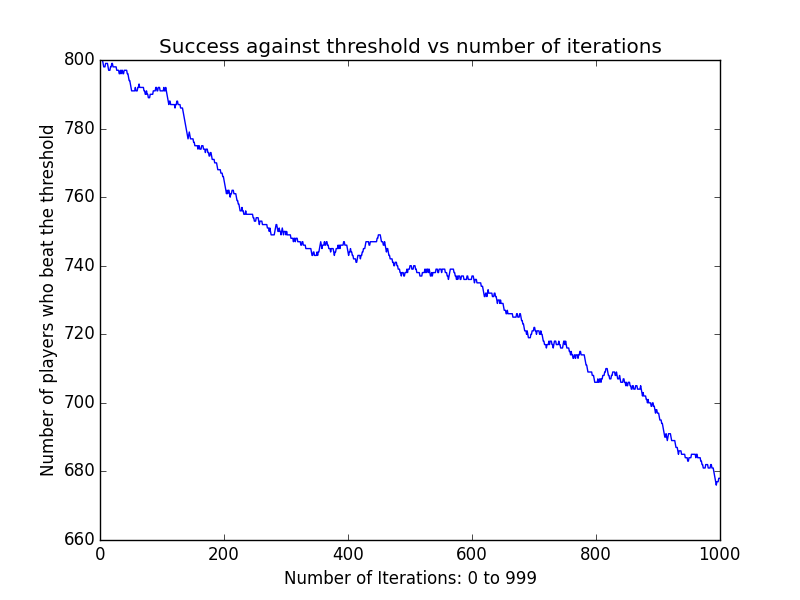 Success against threshold vs number of iterations
800
780
760
740
720
700
680
660
Number of players who beat the threshold
0 200 400 600 800 1000
Number of Iterations: 0 to 999